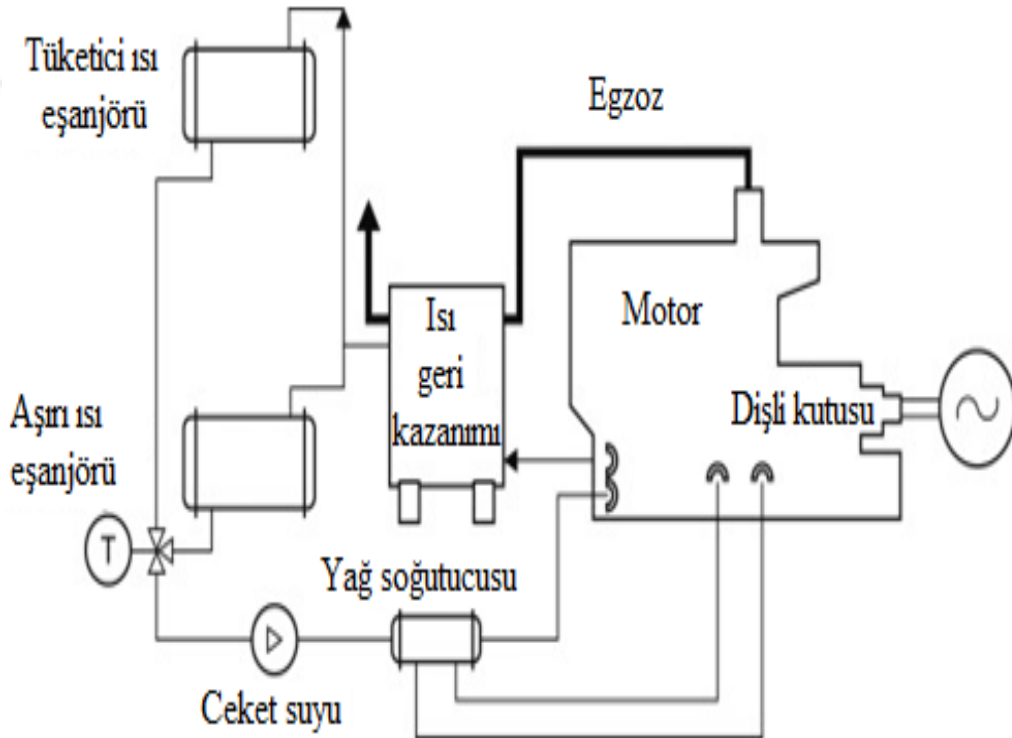 Tüketici ısı
eşanjörü
Egzoz
Isı
geri
kazanımı
Motor
Dişli kutusu
Aşırı ısı
eşanjörü
T
Yağ soğutucusu
Ceket suyu